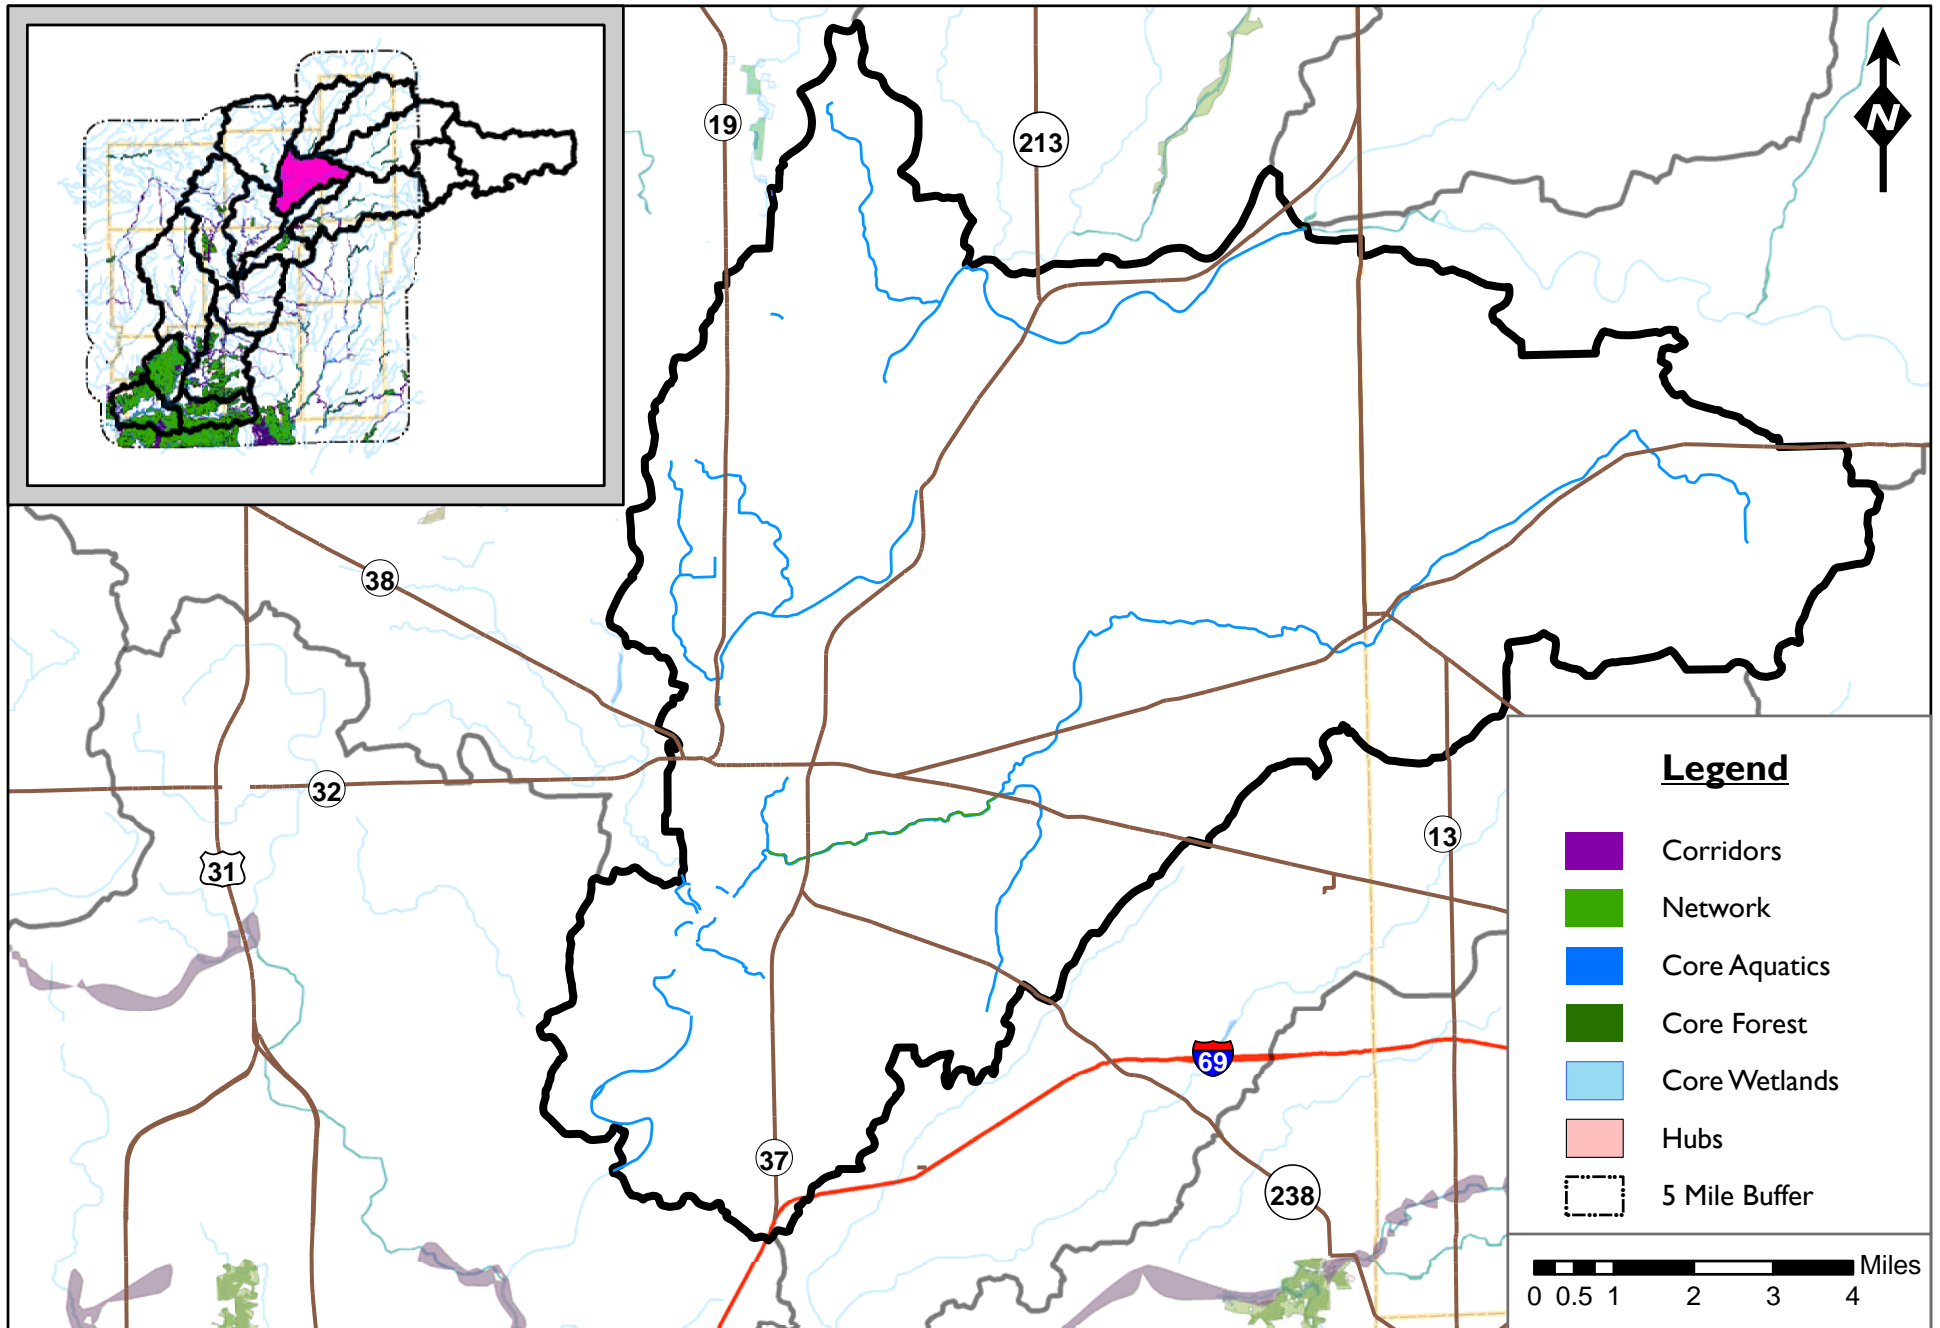 19
213
N
38
32
31
13
69
37
238
Legend
Corridors
Network
Core Aquatics
Core Forest
Core Wetlands
Hubs
5 Mile Buffer
Miles
0 0.5 1 2 3 4